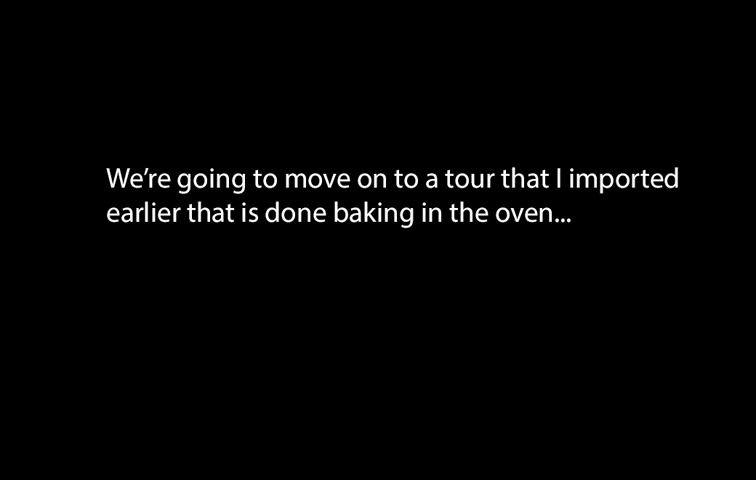 We’re going to move on to a tour that I imported
earlier that is done baking in the oven...